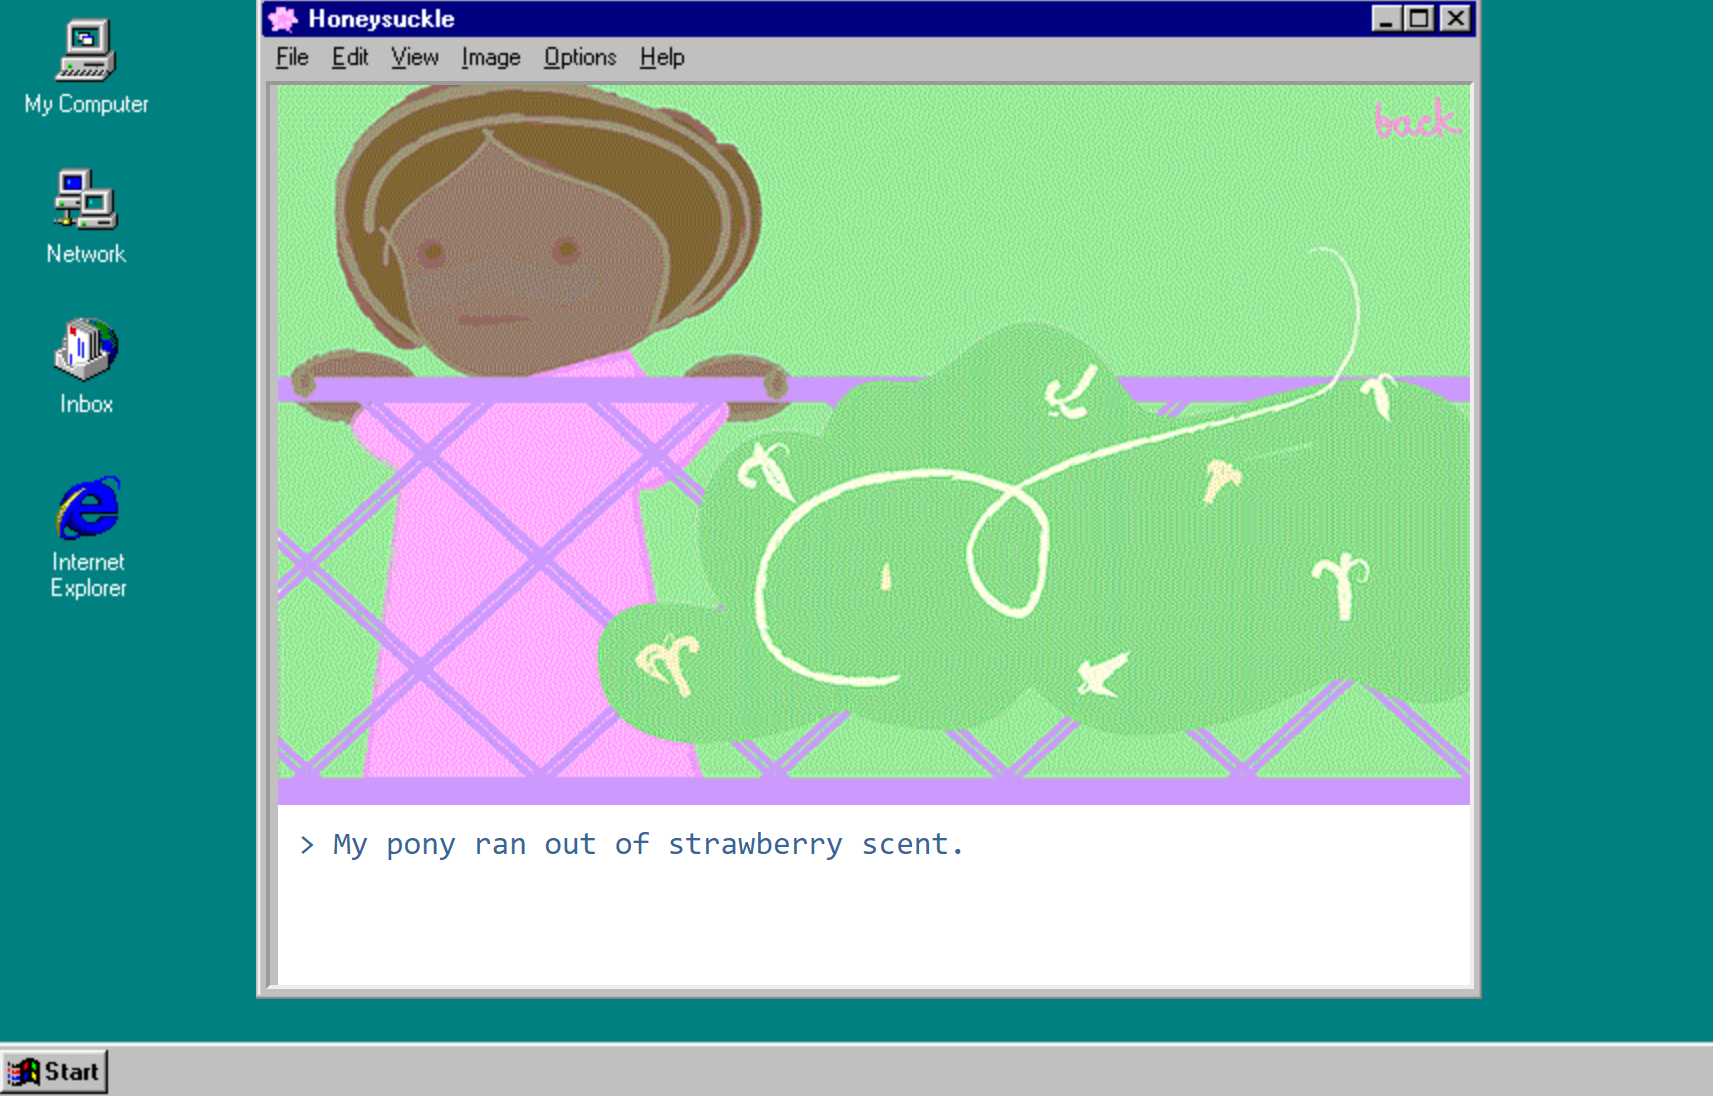 Honeysuckle
File Edit View Image Options Help
My Computer
back
Network
Inbox
Internet
Explorer
> My pony ran out of strawberry scent.
Start